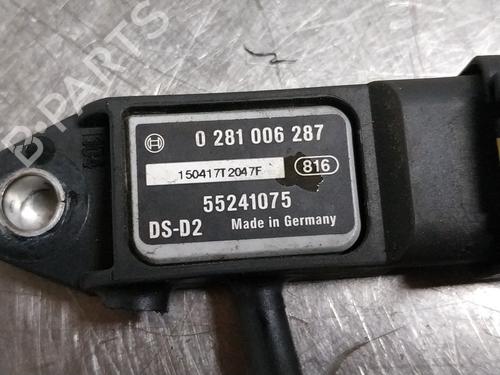 B-PARTS
0 281 006 287
150417T2047F 816
55241075
DS-D2 Made in Germany